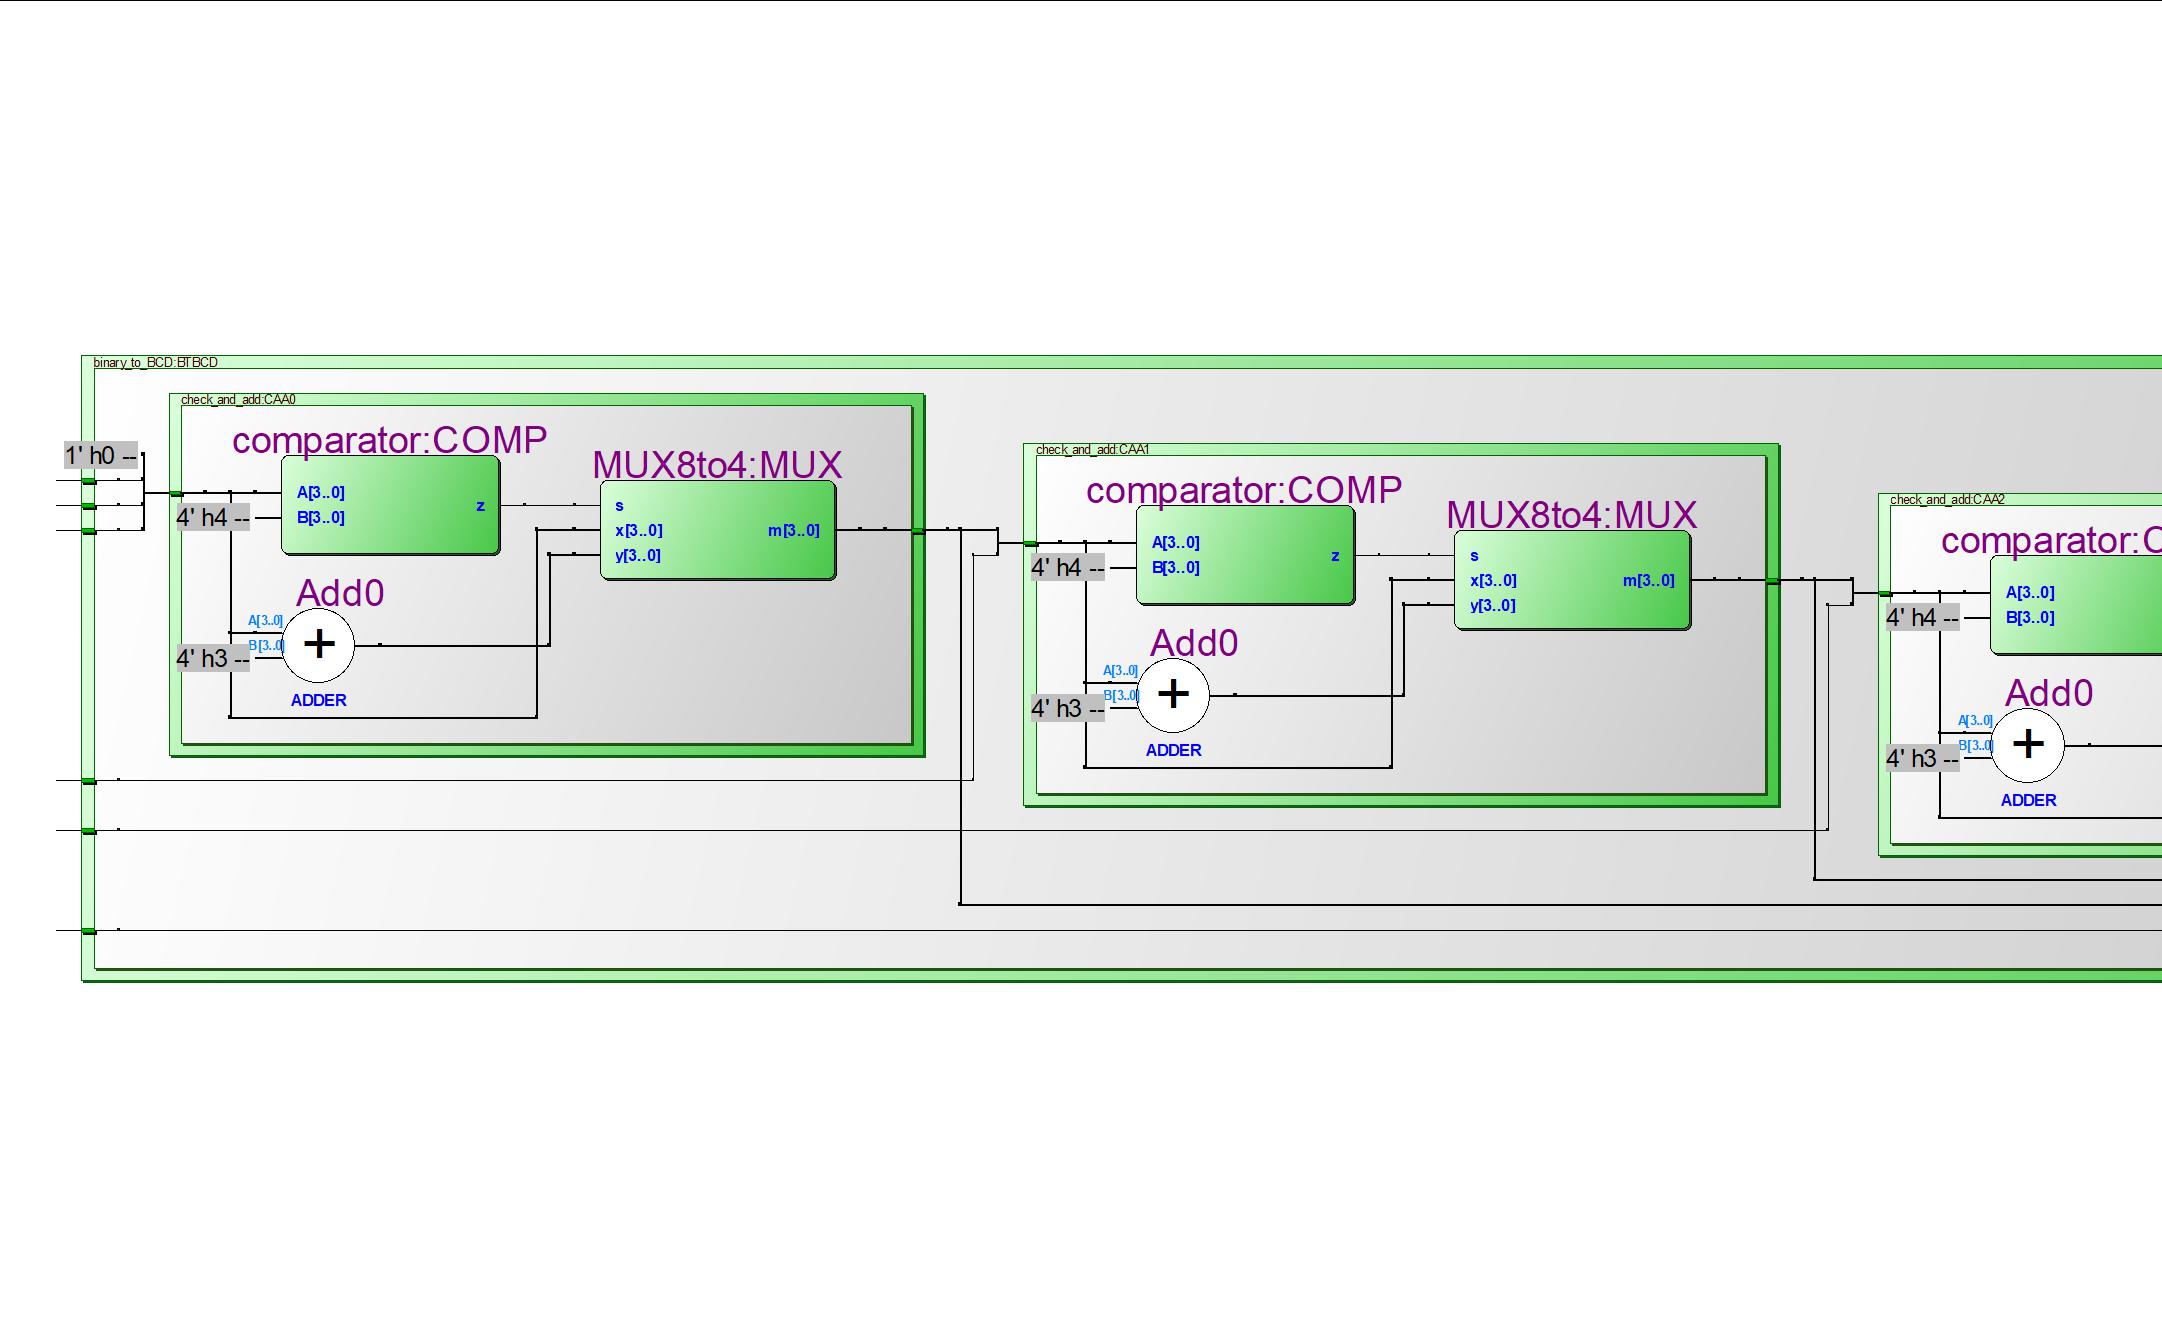 binary_to_BCD:BTBCD
check_and_add:CAA0
comparator:COMP
MUX8to4:MUX
1' h0 --
A[3..0]
B[3..0]
z
4' h4 --
s
x[3..0]
y[3..0]
m[3..0]
Add0
A[3..0]
B[3..0]
4' h3 --
ADDER
check_and_add:CAA1
comparator:COMP
MUX8to4:MUX
A[3..0]
B[3..0]
z
4' h4 --
s
x[3..0]
y[3..0]
m[3..0]
Add0
A[3..0]
B[3..0]
4' h3 --
ADDER
check_and_add:CAA2
comparator:C
A[3..0]
B[3..0]
4' h4 --
Add0
A[3..0]
B[3..0]
4' h3 --
ADDER